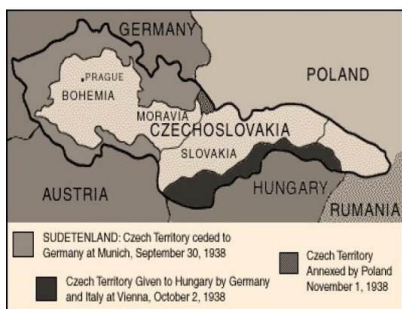 GERMANY
PRAGUE
BOHEMIA
POLAND
MORAVIA
CZECHOSLOVAKIA
SLOVAKIA
AUSTRIA
HUNGARY
RUMANIA
SUDETENLAND: Czech Territory ceded to
Germany at Munich, September 30, 1938
Czech Territory
Annexed by Poland
November 1, 1938
Czech Territory Given to Hungary by Germany
and Italy at Vienna, October 2, 1938